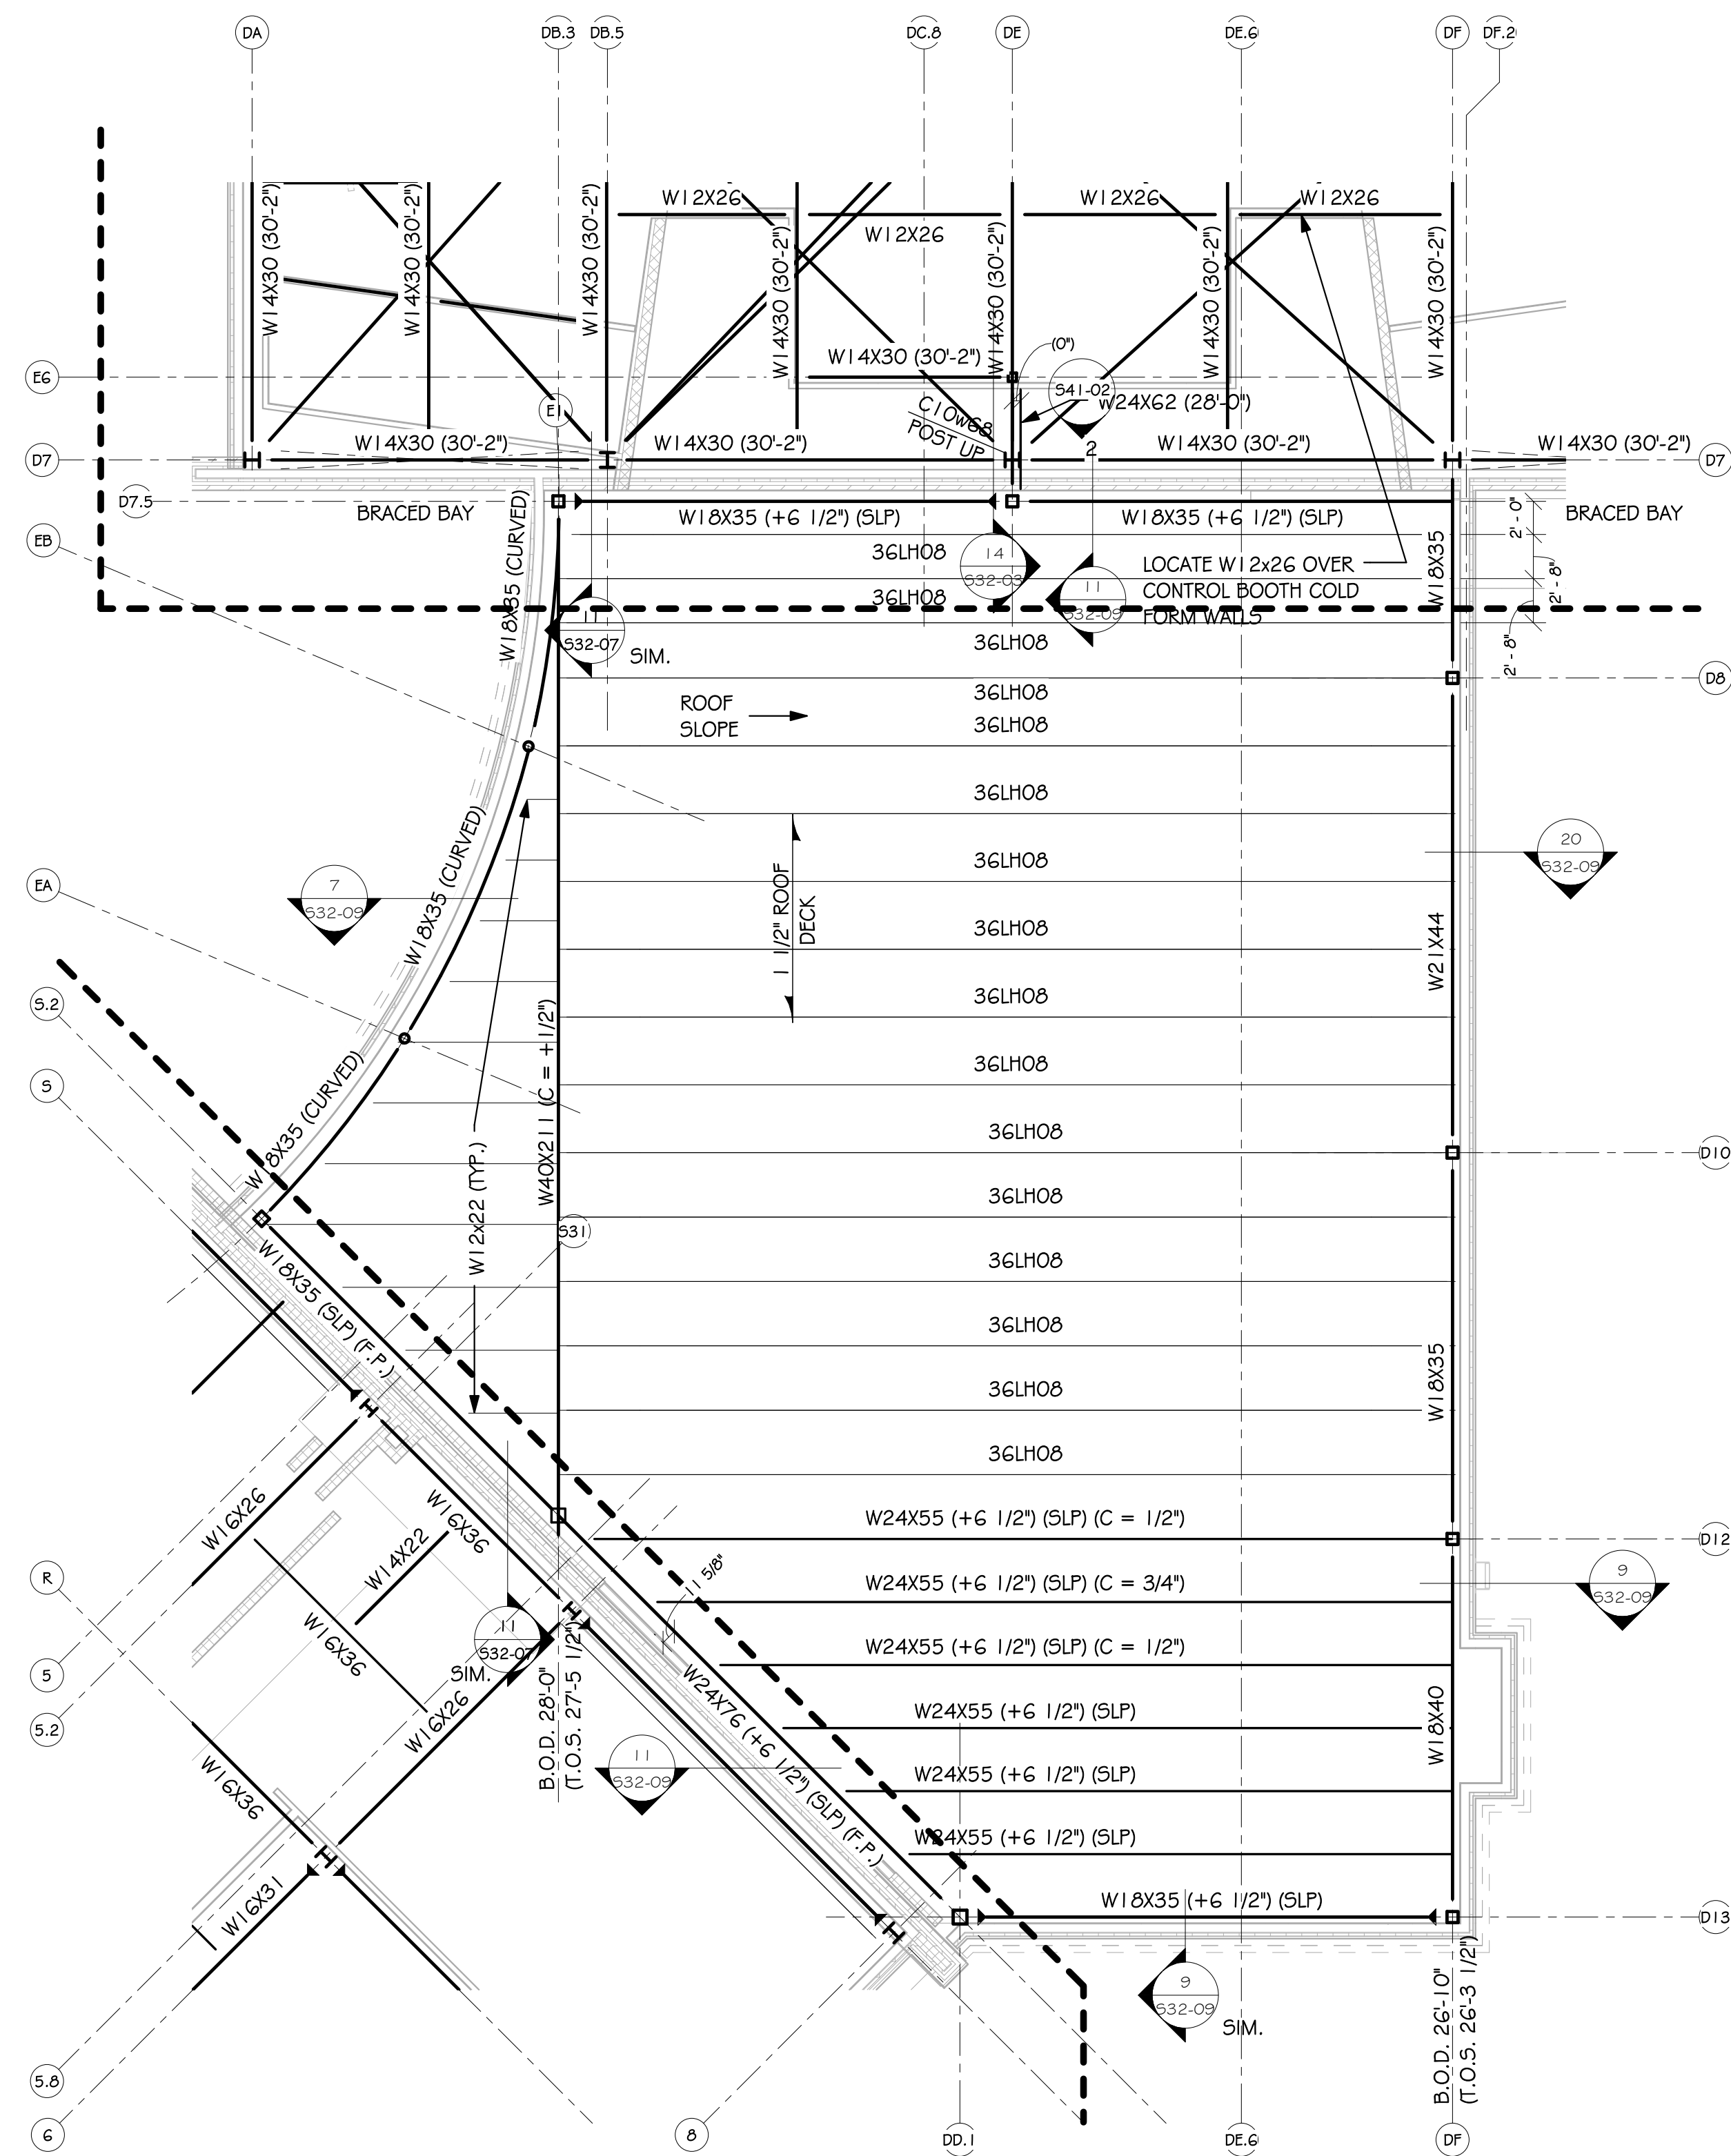 DA
DB.3
DB.5
DC.8
DE
DE.6
DF
DF.2
W14X30 (30'-2")
W14X30 (30'-2")
W14X30 (30'-2")
W12X26
W12X26
W12X26
W12X26
W14X30 (30'-2")
W14X30 (30'-2")
W14X30 (30'-2")
W14X30 (30'-2")
E6
W14X30 (30'-2")
(0")
S41-02
2
W24X62 (28'-0")
E1
C10w68
POST UP
D7
W14X30 (30'-2")
W14X30 (30'-2")
W14X30 (30'-2")
W14X30 (30'-2")
D7
D7.5
BRACED BAY
W18X35 (+6 1/2") (SLP)
W18X35 (+6 1/2") (SLP)
BRACED BAY
EB
W18X35 (CURVED)
36LH08
14
S32-03
11
S32-09
LOCATE W12x26 OVER
CONTROL BOOTH COLD
FORM WALLS
W18X35
2' - 0"
2' - 8"
2' - 8"
36LH08
11
S32-07
SIM.
36LH08
D8
36LH08
ROOF
SLOPE
36LH08
36LH08
W18X35 (CURVED)
36LH08
20
S32-09
7
S32-09
EA
1 1/2" ROOF
DECK
36LH08
W21X44
36LH08
S.2
S
W40X211 (C = +1/2")
36LH08
W18X35 (CURVED)
36LH08
D10
W12x22 (TYP.)
36LH08
S31
36LH08
W18X35 (SLP) (F.P.)
36LH08
W18X35
36LH08
36LH08
W16X26
W16X36
W14X22
W24X55 (+6 1/2") (SLP) (C = 1/2")
D12
R
W24X55 (+6 1/2") (SLP) (C = 3/4")
9
S32-09
1 5/8"
W16X36
11
S32-07
SIM.
W24X55 (+6 1/2") (SLP) (C = 1/2")
5
5.2
W16X26
B.O.D. 28'-0"
(T.O.S. 27'-5 1/2")
W24X76 (+6 1/2") (SLP) (F.P.)
W24X55 (+6 1/2") (SLP)
W18X40
W16X36
11
S32-09
W24X55 (+6 1/2") (SLP)
W24X55 (+6 1/2") (SLP)
W16X31
W18X35 (+6 1/2") (SLP)
D13
9
S32-09
SIM.
B.O.D. 26'-10"
(T.O.S. 26'-3 1/2")
5.8
6
8
DD.1
DE.6
DF